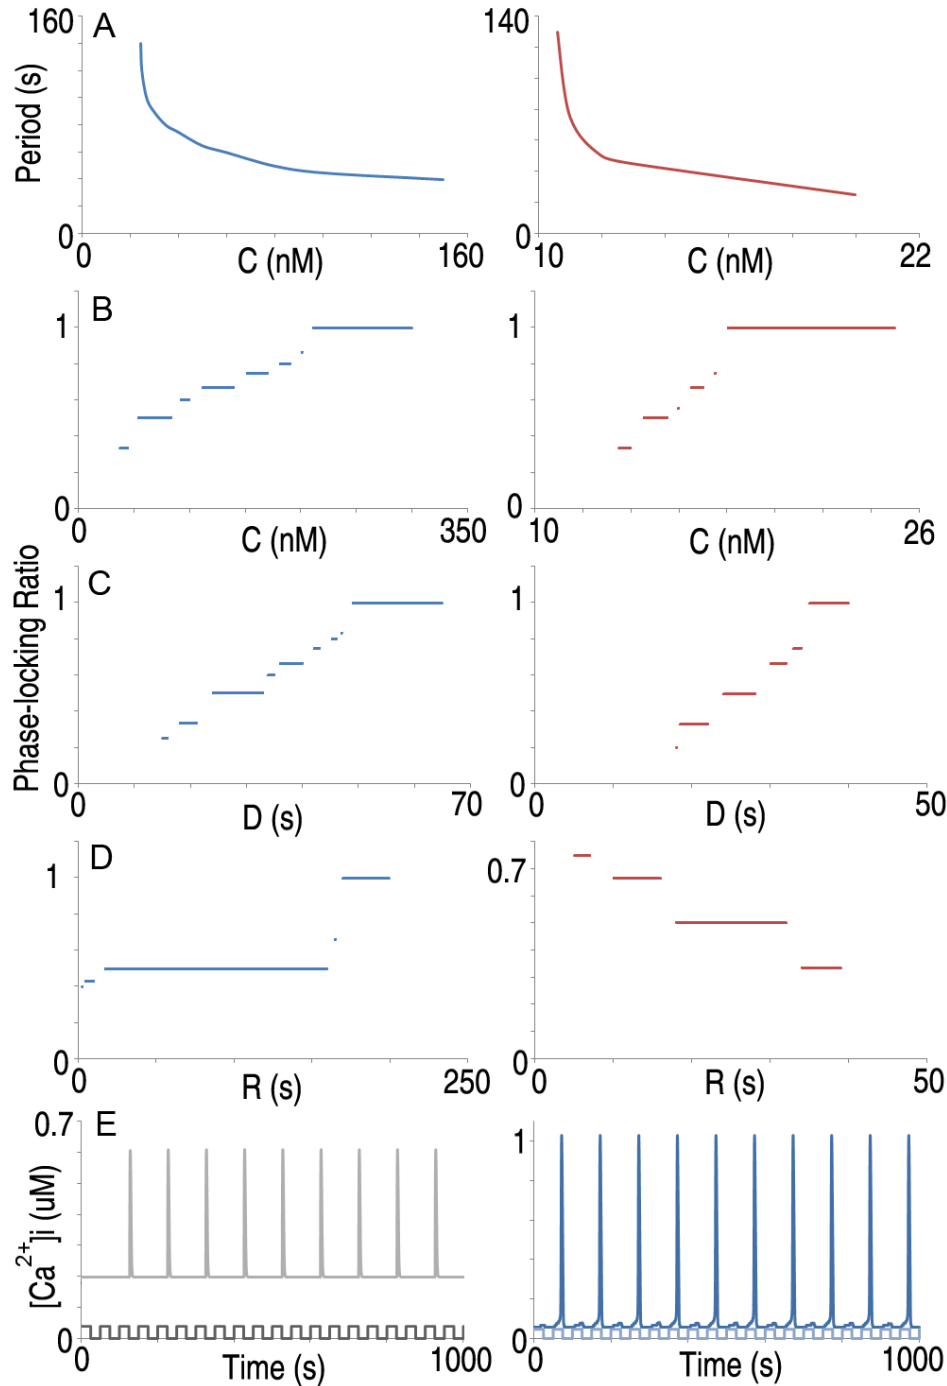 A
160
Period (s)
0
0
C (nM)
160
140
0
10
C (nM)
22
B
1
0
0
C (nM)
350
1
0
10
C (nM)
26
Phase-locking Ratio
C
1
0
0
D (s)
70
1
0
0
D (s)
50
D
1
0
0
R (s)
250
0.7
0
0
R (s)
50
E
0.7
[Ca2+]i (uM)
0
0
Time (s)
1000
1
0
0
Time (s)
1000